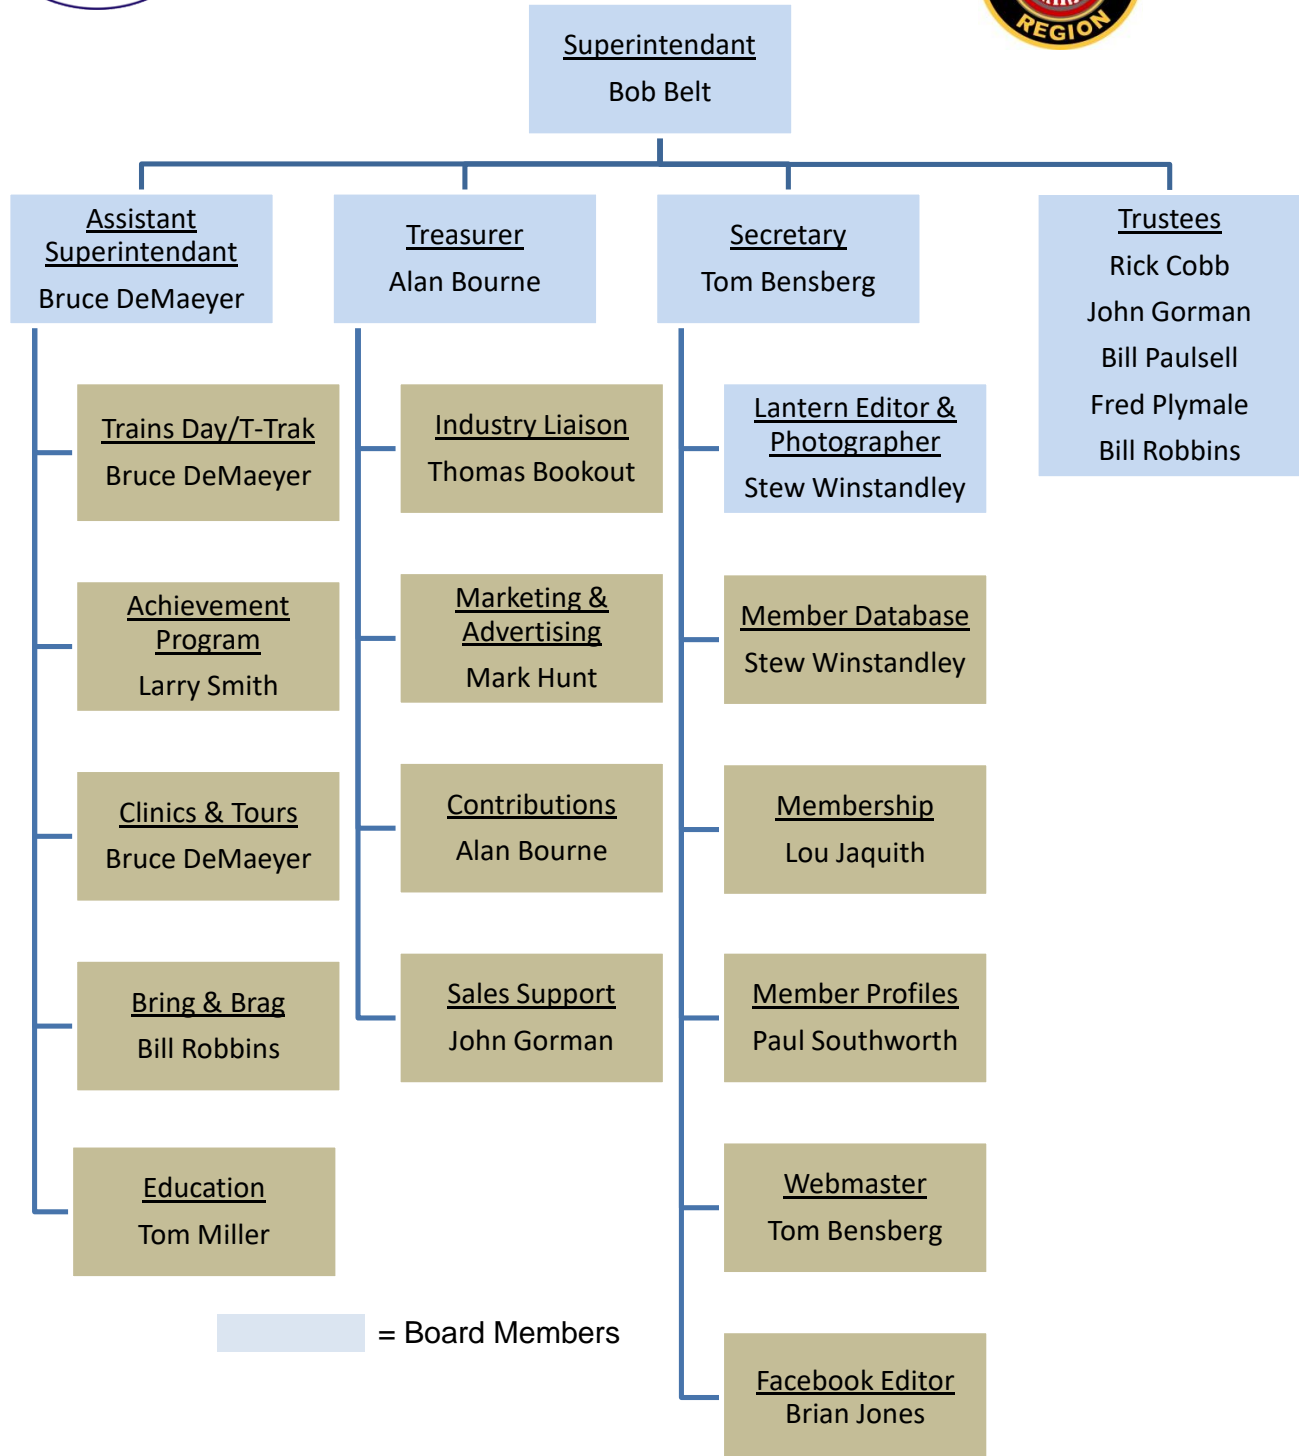 REGION
Superintendant
Bob Belt
Assistant
Superintendant
Bruce DeMaeyer
Treasurer
Alan Bourne
Secretary
Tom Bensberg
Trustees
Rick Cobb
John Gorman
Bill Paulsell
Fred Plymale
Bill Robbins
Trains Day/T-Trak
Bruce DeMaeyer
Achievement
Program
Larry Smith
Clinics & Tours
Bruce DeMaeyer
Bring & Brag
Bill Robbins
Education
Tom Miller
Industry Liaison
Thomas Bookout
Marketing &
Advertising
Mark Hunt
Contributions
Alan Bourne
Sales Support
John Gorman
Lantern Editor &
Photographer
Stew Winstandley
Member Database
Stew Winstandley
Membership
Lou Jaquith
Member Profiles
Paul Southworth
Webmaster
Tom Bensberg
Facebook Editor
Brian Jones
= Board Members